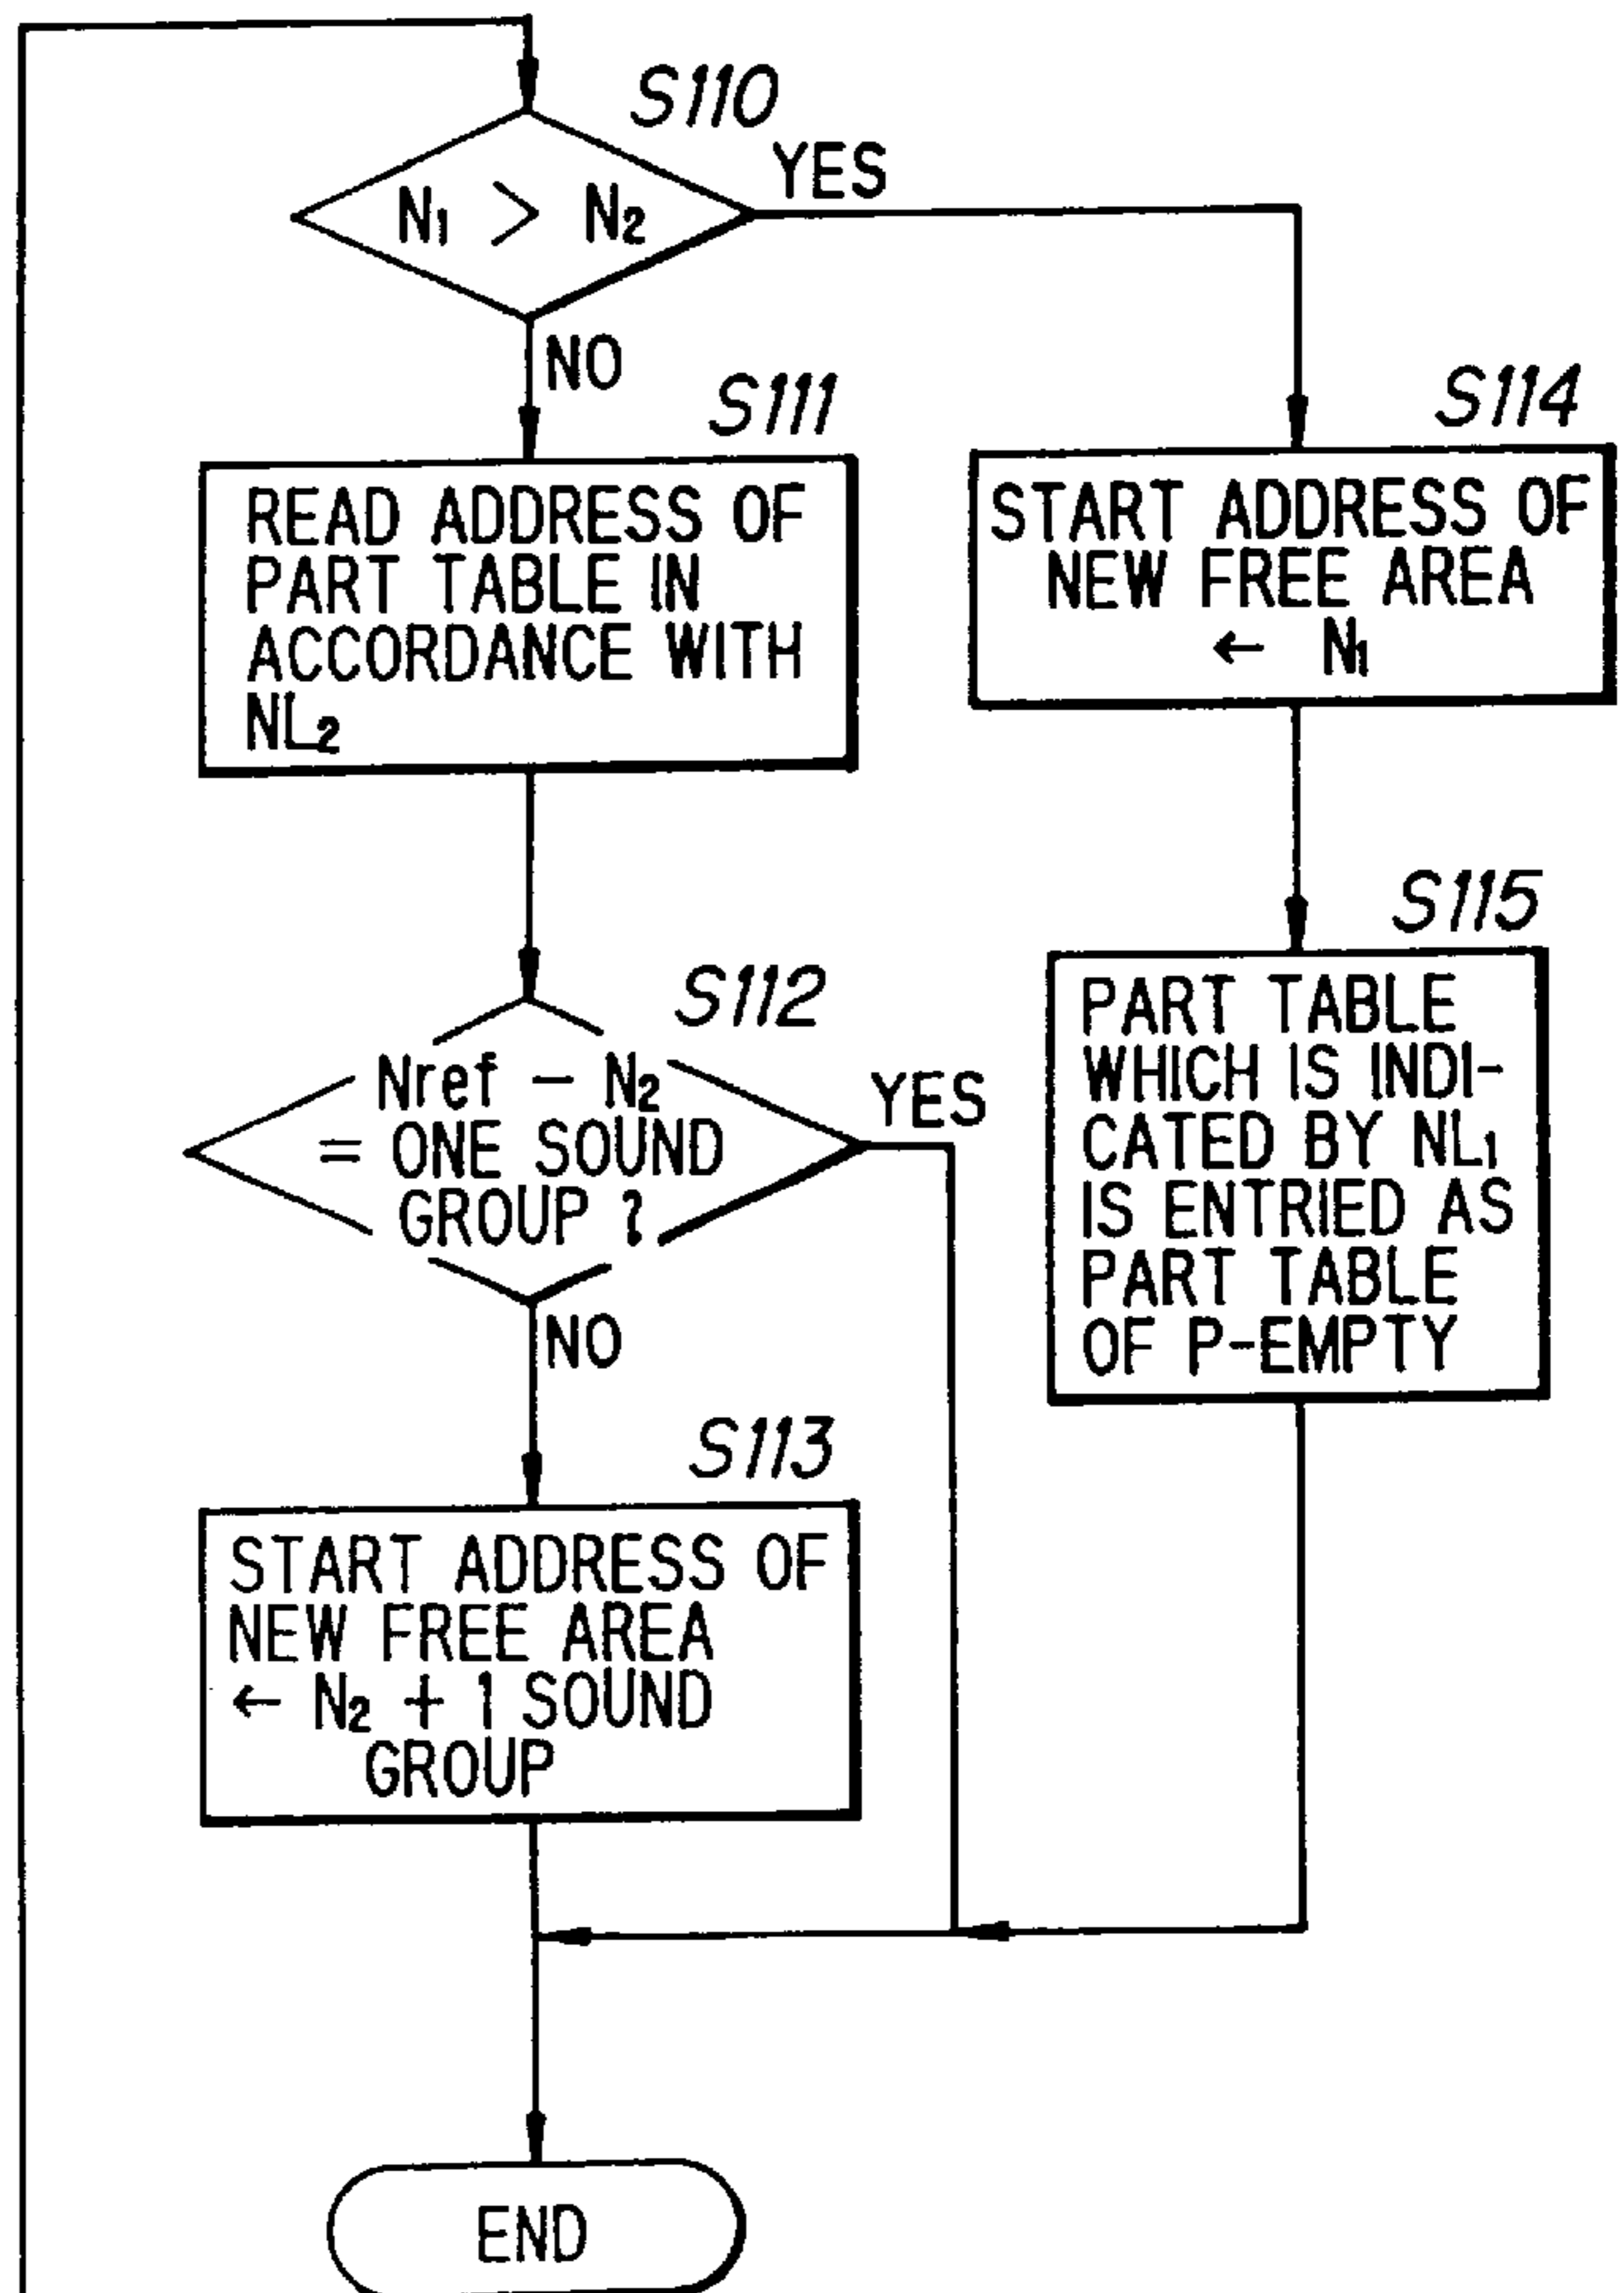 S110
N₁ > N₂
YES
NO
S111
READ ADDRESS OF
PART TABLE IN
ACCORDANCE WITH
NL₂
S112
Nref − N₂
= ONE SOUND
GROUP ?
YES
NO
S113
START ADDRESS OF
NEW FREE AREA
← N₂ + 1 SOUND
GROUP
S114
START ADDRESS OF
NEW FREE AREA
← N₁
S115
PART TABLE
WHICH IS INDI-
CATED BY NL₁
IS ENTRIED AS
PART TABLE
OF P-EMPTY
END